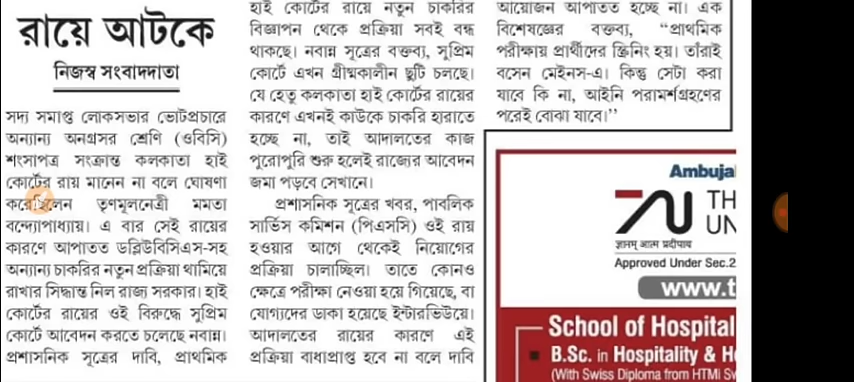 রায়ে আটকে
নিজস্ব সংবাদদাতা
সদ্য সমাপ্ত লোকসভার ভোটপ্রচারে
অন্যান্য অনগ্রসর শ্রেণি (ওবিসি)
শংসাপত্র সংক্রান্ত কলকাতা হাই
কোর্টের রায় মানেন না বলে ঘোষণা
করেছিলেন তৃণমূলনেত্রী মমতা
বন্দ্যোপাধ্যায়। এ বার সেই রায়ের
কারণে আপাতত ডব্লিউবিসিএস-সহ
অন্যান্য চাকরির নতুন প্রক্রিয়া থামিয়ে
রাখার সিদ্ধান্ত নিল রাজ্য সরকার। হাই
কোর্টের রায়ের ওই বিরুদ্ধে সুপ্রিম
কোর্টে আবেদন করতে চলেছে নবান্ন।
প্রশাসনিক সূত্রের দাবি, প্রাথমিক
হাই কোর্টের রায়ে নতুন চাকরির
বিজ্ঞাপন থেকে প্রক্রিয়া সবই বন্ধ
থাকছে। নবান্ন সূত্রের বক্তব্য, সুপ্রিম
কোর্টে এখন গ্রীষ্মকালীন ছুটি চলছে।
যে হেতু কলকাতা হাই কোর্টের রায়ের
কারণে এখনই কাউকে চাকরি হারাতে
হচ্ছে না, তাই আদালতের কাজ
পুরোপুরি শুরু হলেই রাজ্যের আবেদন
জমা পড়বে সেখানে।
প্রশাসনিক সূত্রের খবর, পাবলিক
সার্ভিস কমিশন (পিএসসি) ওই রায়
হওয়ার আগে থেকেই নিয়োগের
প্রক্রিয়া চালাচ্ছিল। তাতে কোনও
ক্ষেত্রে পরীক্ষা নেওয়া হয়ে গিয়েছে, বা
যোগ্যদের ডাকা হয়েছে ইন্টারভিউয়ে।
আদালতের রায়ের কারণে এই
প্রক্রিয়া বাধাপ্রাপ্ত হবে না বলে দাবি
আয়োজন আপাতত হচ্ছে না। এক
বিশেষজ্ঞের বক্তব্য, “প্রাথমিক
পরীক্ষায় প্রার্থীদের স্ক্রিনিং হয়। তাঁরাই
বসেন মেইনস-এ। কিন্তু সেটা করা
যাবে কি না, আইনি পরামর্শগ্রহণের
পরেই বোঝা যাবে।”
Ambuja
TH
UN
ज्ञानम् आत्म प्रदीपाय
Approved Under Sec.2
www.t
School of Hospital
B.Sc. in Hospitality & H
(With Swiss Diploma from HTMi Sw